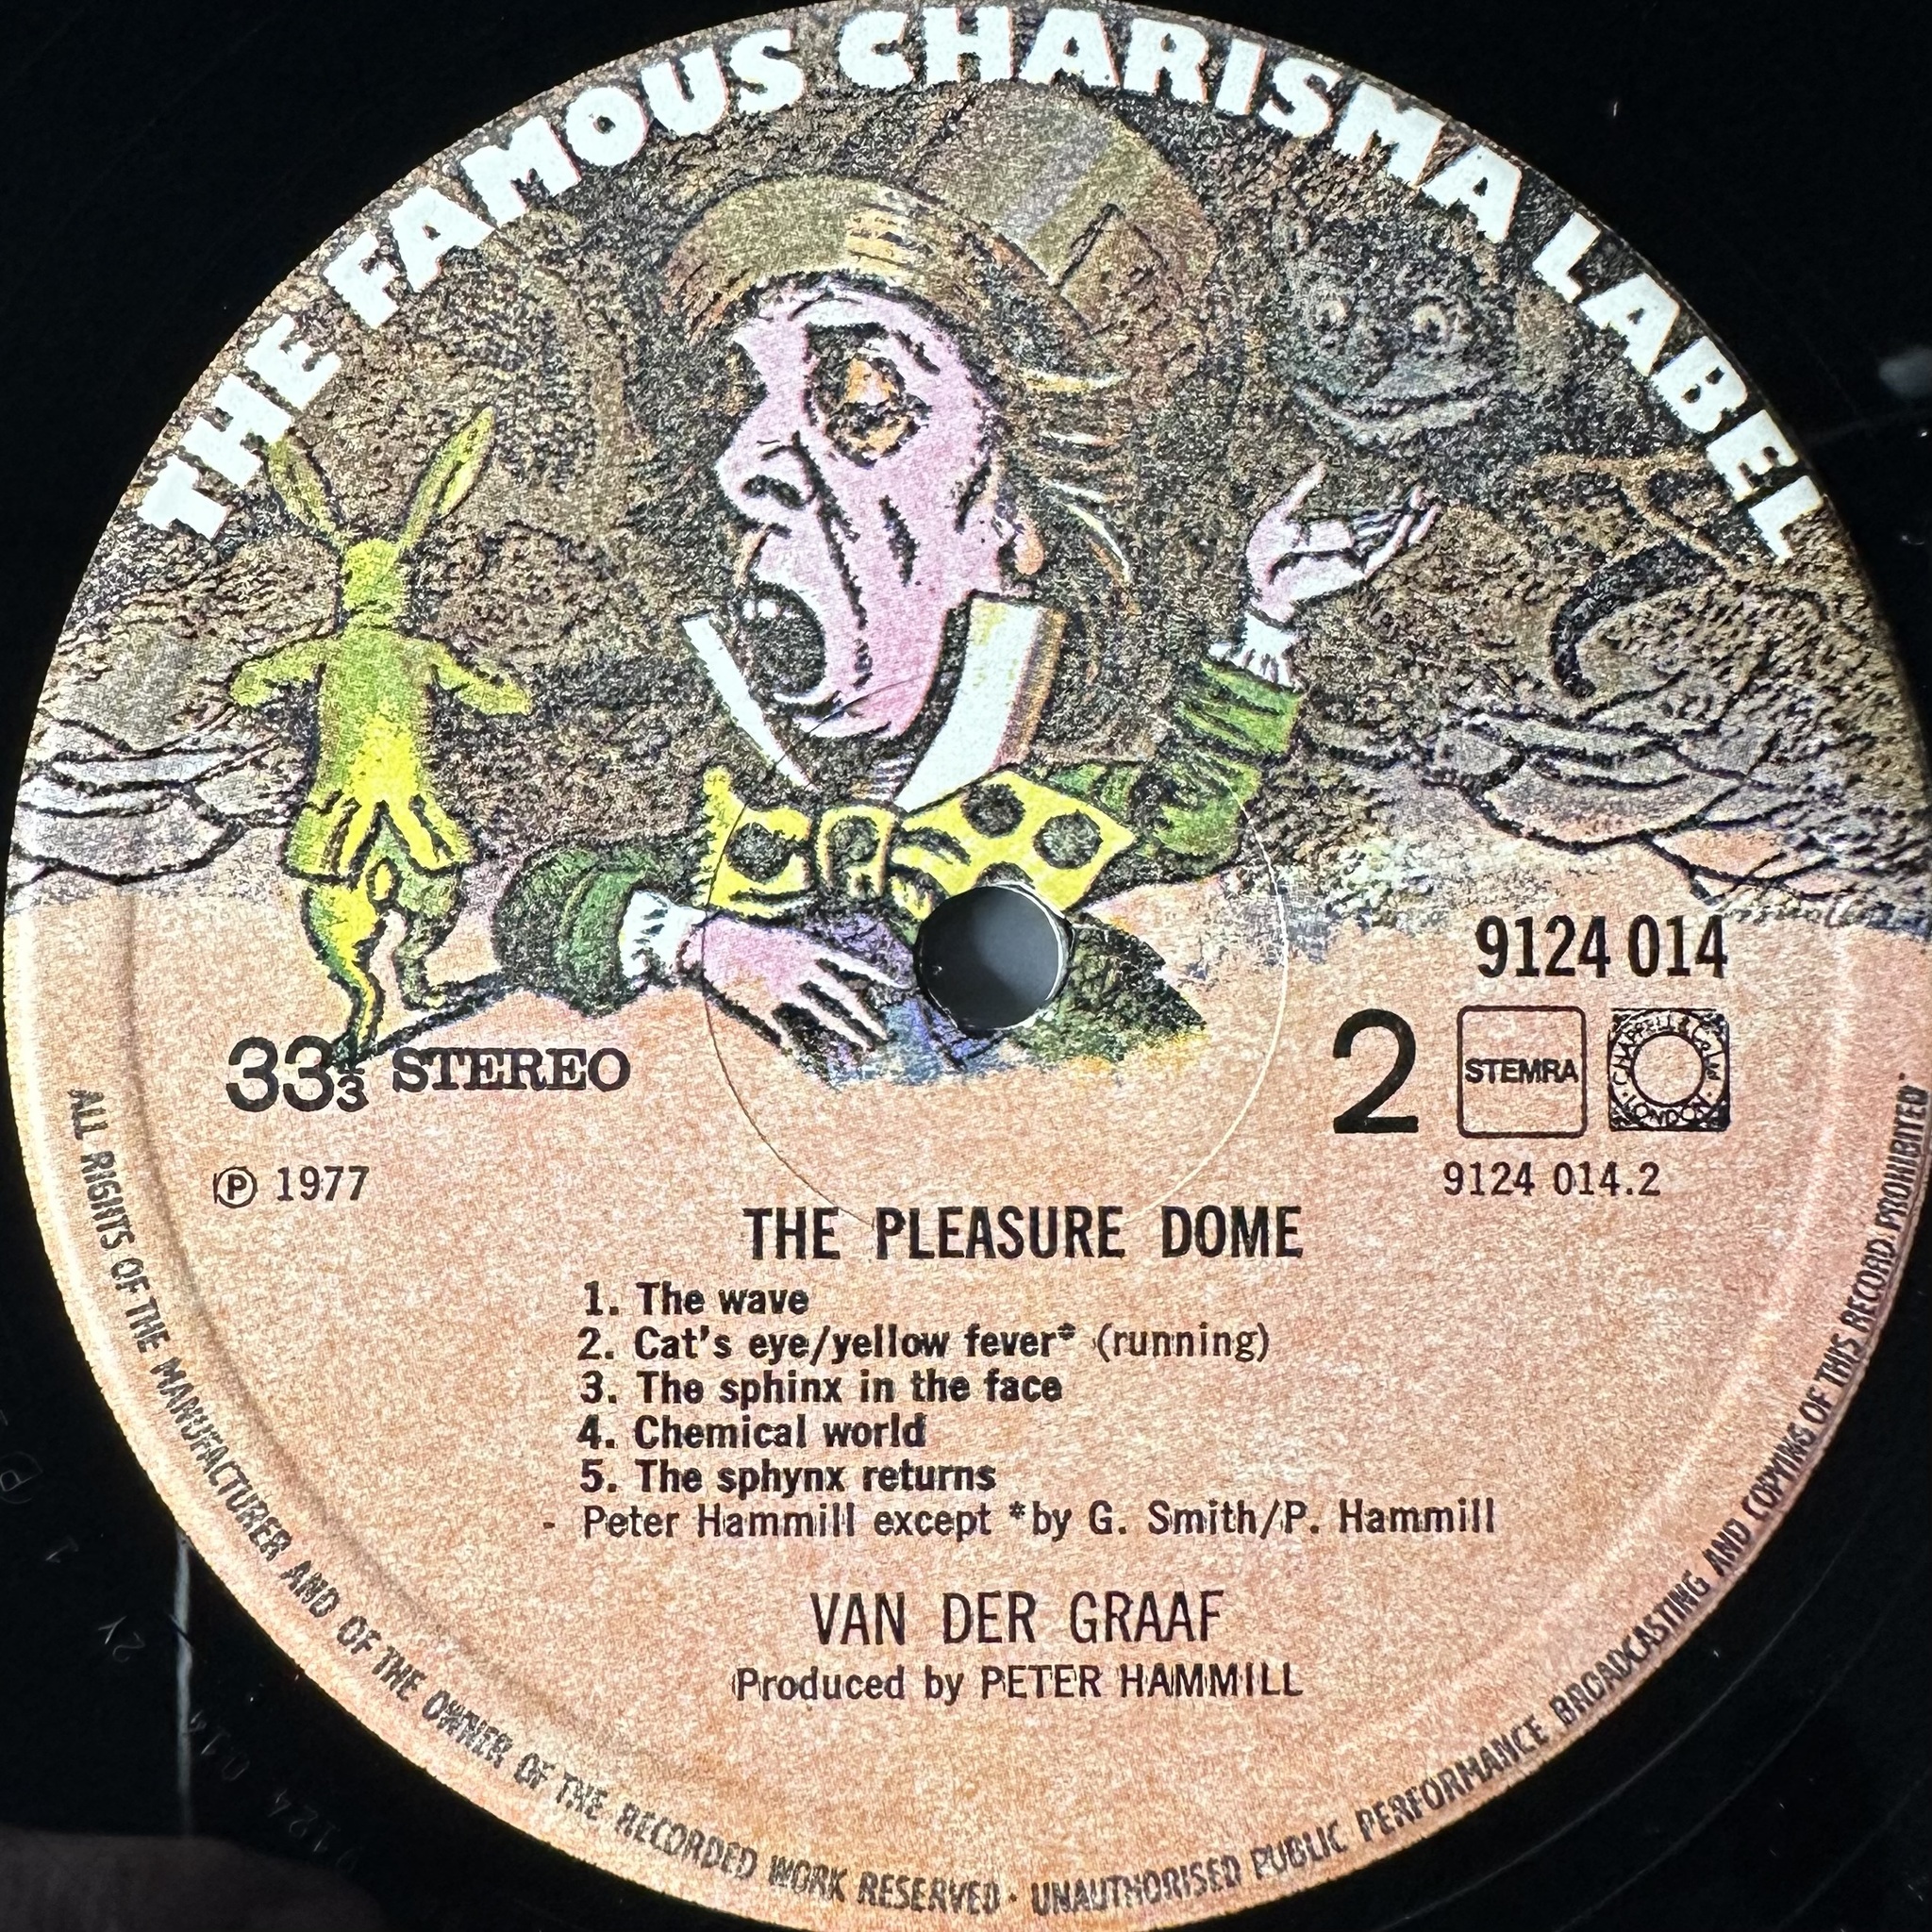 THE FAMOUS CHARISMA LABEL
9124 014
33⅓ STEREO
2 STEMRA CHAPPELL & Co Ltd · LONDON ·
℗ 1977
9124 014.2
THE PLEASURE DOME
1. The wave
2. Cat's eye/yellow fever* (running)
3. The sphinx in the face
4. Chemical world
5. The sphynx returns
- Peter Hammill except *by G. Smith/P. Hammill
VAN DER GRAAF
Produced by PETER HAMMILL
ALL RIGHTS OF THE MANUFACTURER AND OF THE OWNER OF THE RECORDED WORK RESERVED · UNAUTHORISED PUBLIC PERFORMANCE BROADCASTING AND COPYING OF THIS RECORD PROHIBITED